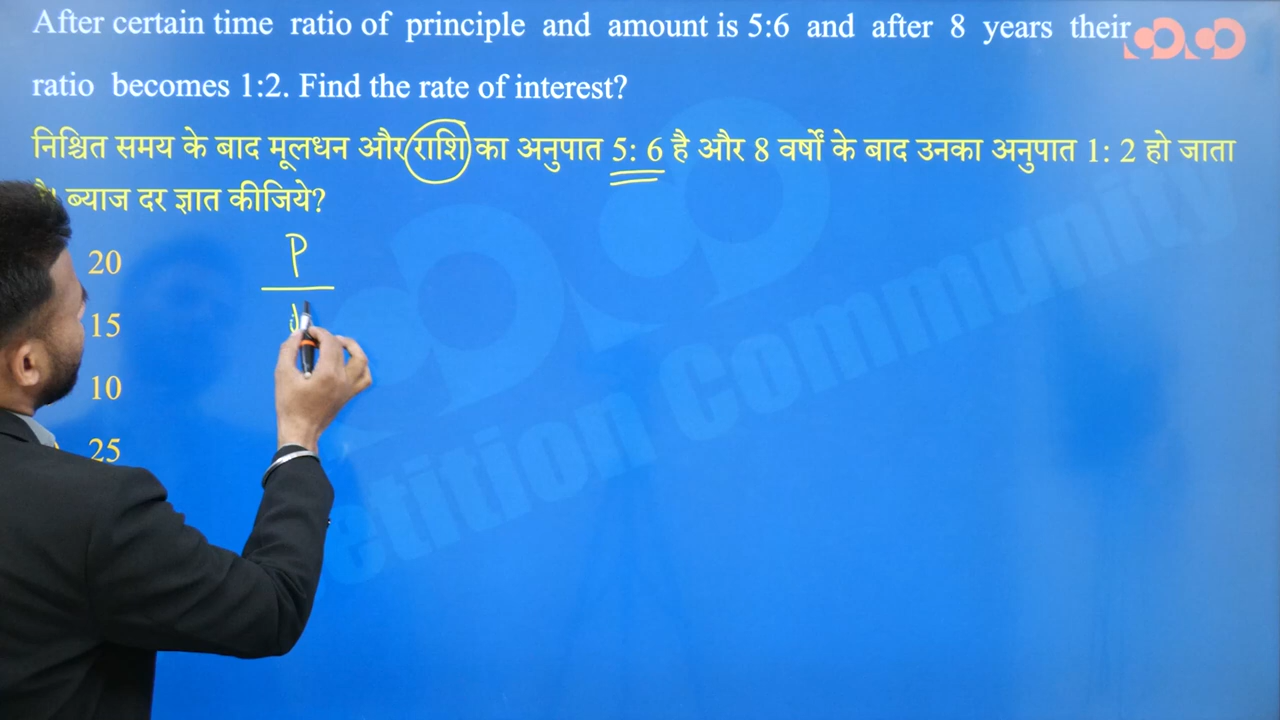 After certain time ratio of principle and amount is 5:6 and after 8 years their
ratio becomes 1:2. Find the rate of interest?
निश्चित समय के बाद मूलधन और राशि का अनुपात 5: 6 है और 8 वर्षों के बाद उनका अनुपात 1: 2 हो जाता
ब्याज दर ज्ञात कीजिये?
P
20
15
10
25
etition Community